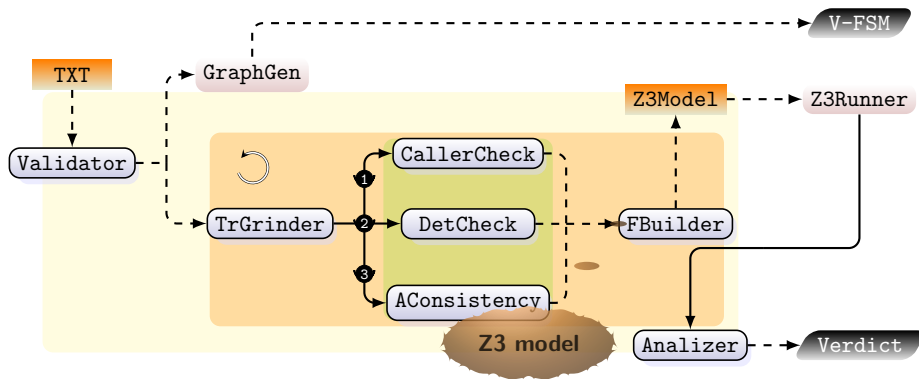 V-FSM
TXT
GraphGen
Z3Model
Z3Runner
Validator
CallerCheck
1
TrGrinder
2
DetCheck
FBuilder
3
AConsistency
Z3 model
Analizer
Verdict